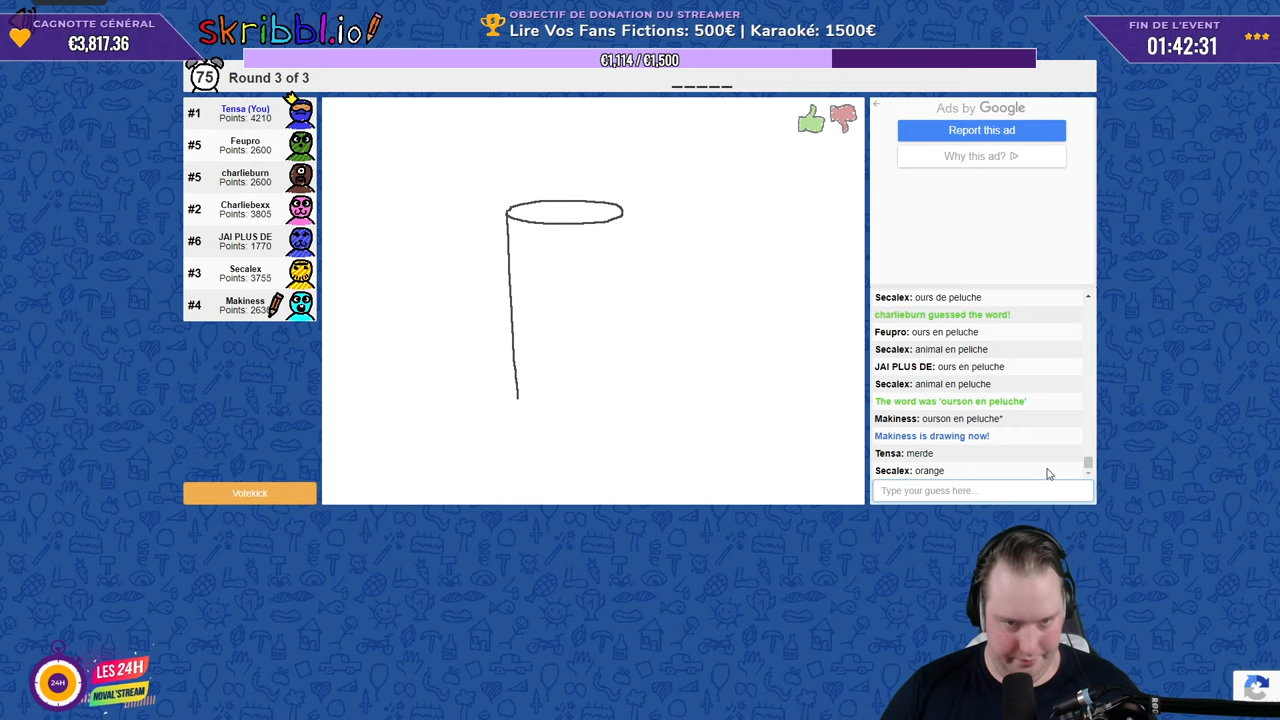 CAGNOTTE GÉNÉRAL
€3,817.36
skribbl.io
OBJECTIF DE DONATION DU STREAMER
Lire Vos Fans Fictions: 500€ | Karaoké: 1500€
€1,114 / €1,500
FIN DE L'EVENT
01:42:31
75
Round 3 of 3
_____
#1
Tensa (You)
Points: 4210
#5
Feupro
Points: 2600
#5
charlieburn
Points: 2600
#2
Charliebexx
Points: 3805
#6
JAI PLUS DE
Points: 1770
#3
Secalex
Points: 3755
#4
Makiness
Points: 2630
Votekick
Ads by Google
Report this ad
Why this ad?
Secalex: ours de peluche
charlieburn guessed the word!
Feupro: ours en peluche
Secalex: animal en peliche
JAI PLUS DE: ours en peluche
Secalex: animal en peluche
The word was 'ourson en peluche'
Makiness: ourson en peluche*
Makiness is drawing now!
Tensa: merde
Secalex: orange
Type your guess here...
24H
LES 24H
NOVAL'STREAM